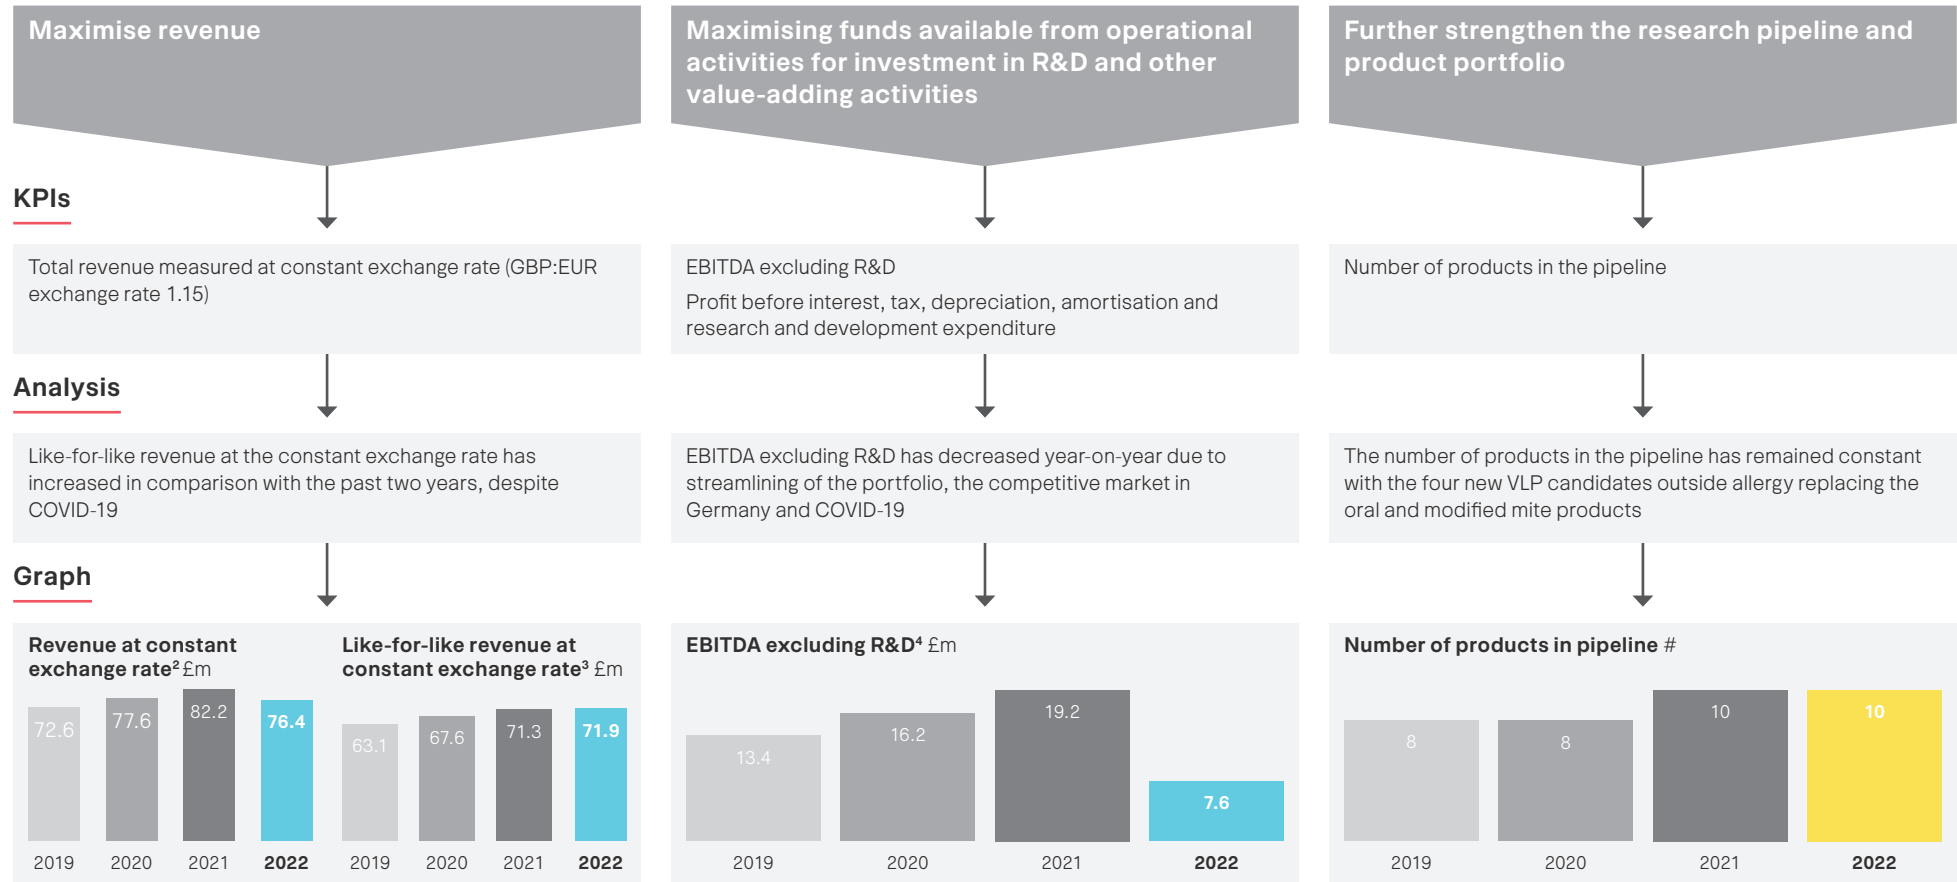 Maximise revenue
Maximising funds available from operational
activities for investment in R&D and other
value-adding activities
Further strengthen the research pipeline and
product portfolio
KPIs
Total revenue measured at constant exchange rate (GBP:EUR
exchange rate 1.15)
EBITDA excluding R&D
Profit before interest, tax, depreciation, amortisation and
research and development expenditure
Number of products in the pipeline
Analysis
Like-for-like revenue at the constant exchange rate has
increased in comparison with the past two years, despite
COVID-19
EBITDA excluding R&D has decreased year-on-year due to
streamlining of the portfolio, the competitive market in
Germany and COVID-19
The number of products in the pipeline has remained constant
with the four new VLP candidates outside allergy replacing the
oral and modified mite products
Graph
Revenue at constant
exchange rate² £m
72.6
77.6
82.2
76.4
2019
2020
2021
2022
Like-for-like revenue at
constant exchange rate³ £m
63.1
67.6
71.3
71.9
2019
2020
2021
2022
EBITDA excluding R&D⁴ £m
13.4
16.2
19.2
7.6
2019
2020
2021
2022
Number of products in pipeline #
8
8
10
10
2019
2020
2021
2022